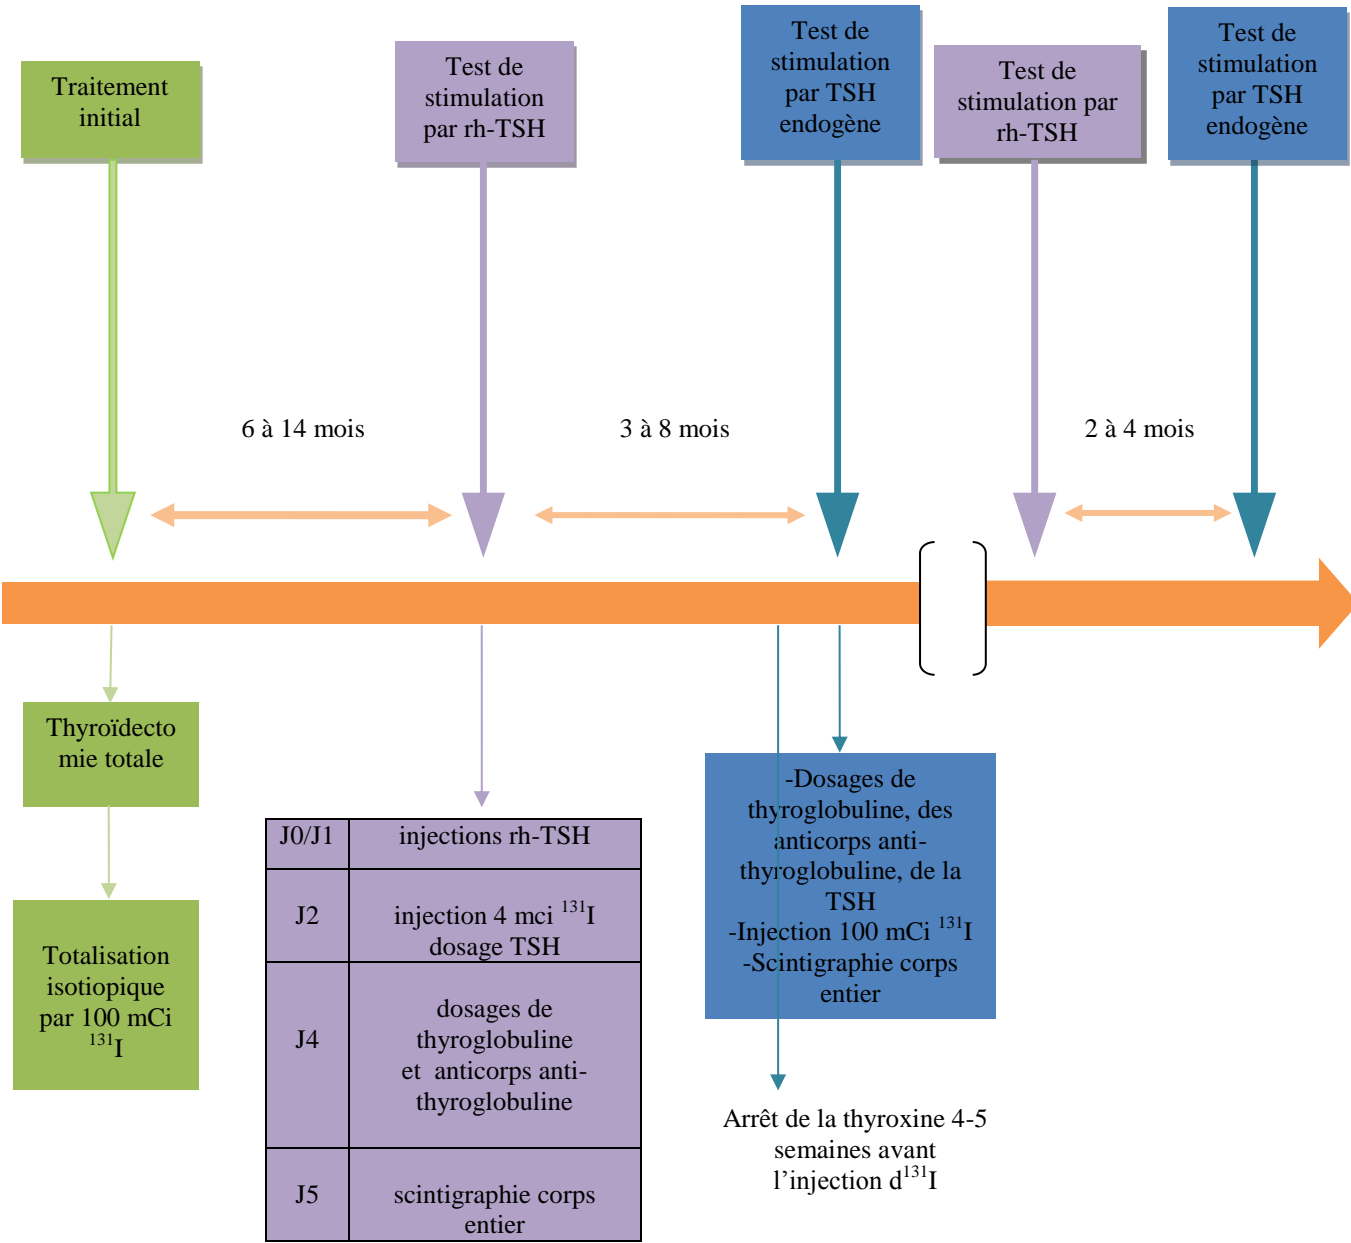 Traitement
initial
Test de
stimulation
par rh-TSH
Test de
stimulation
par TSH
endogène
Test de
stimulation par
rh-TSH
Test de
stimulation
par TSH
endogène
6 à 14 mois
3 à 8 mois
2 à 4 mois
Thyroïdecto
mie totale
Totalisation
isotiopique
par 100 mCi
131I
J0/J1 injections rh-TSH
J2 injection 4 mci 131I
dosage TSH
J4 dosages de
thyroglobuline
et anticorps anti-
thyroglobuline
J5 scintigraphie corps
entier
-Dosages de
thyroglobuline, des
anticorps anti-
thyroglobuline, de la
TSH
-Injection 100 mCi 131I
-Scintigraphie corps
entier
Arrêt de la thyroxine 4-5
semaines avant
l’injection d131I